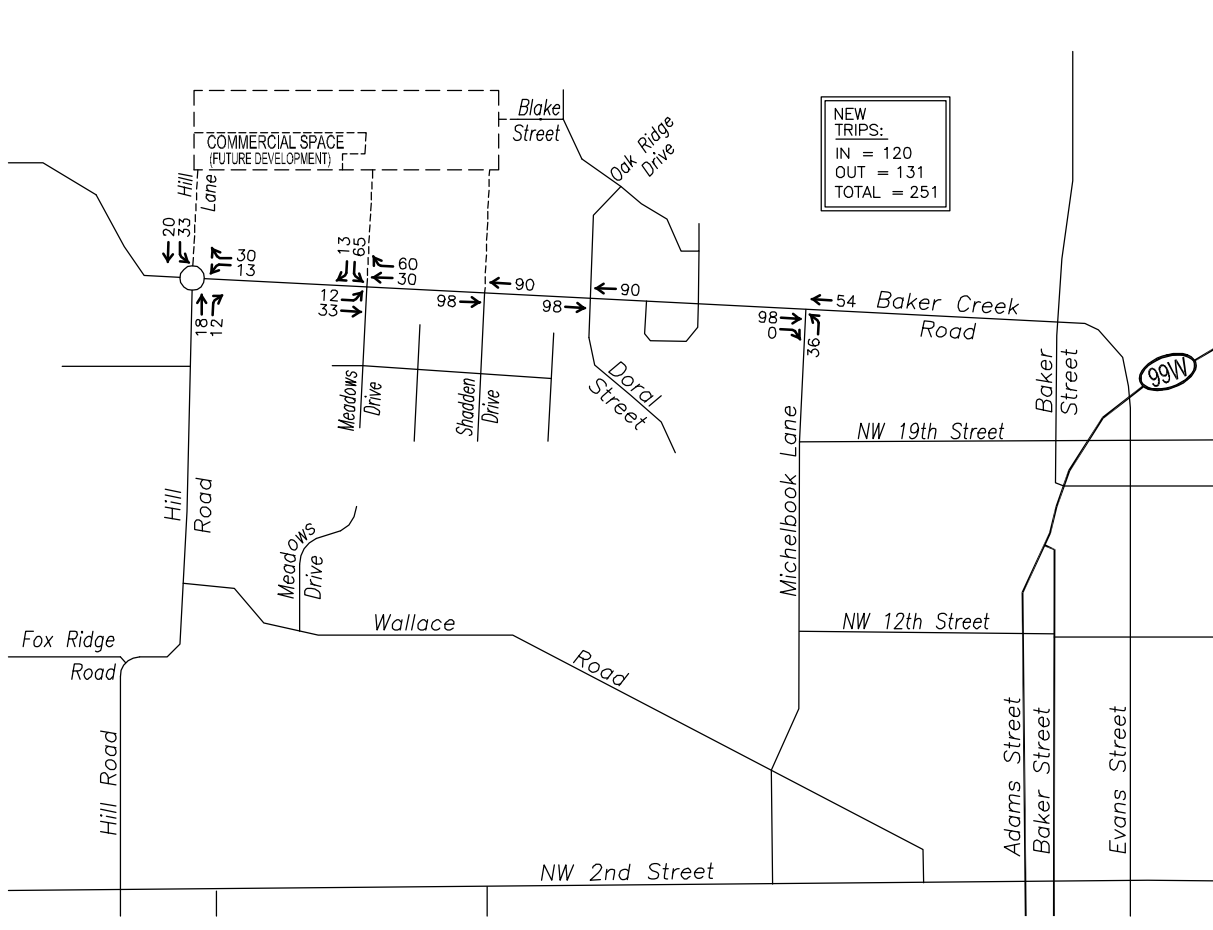 Blake
Street
Oak Ridge
Drive
NEW
TRIPS:
IN = 120
OUT = 131
TOTAL = 251
COMMERCIAL SPACE
(FUTURE DEVELOPMENT)
Hill
Lane
20
33
30
13
18
12
13
65
60
30
12
33
98
90
98
90
98
0
54
36
Baker Creek
Road
Meadows
Drive
Shadden
Drive
Doral
Street
Baker
Street
99W
NW 19th Street
Michelbook Lane
Hill
Road
Meadows
Drive
Wallace
Road
NW 12th Street
Fox Ridge
Road
Hill Road
Adams Street
Baker Street
Evans Street
NW 2nd Street